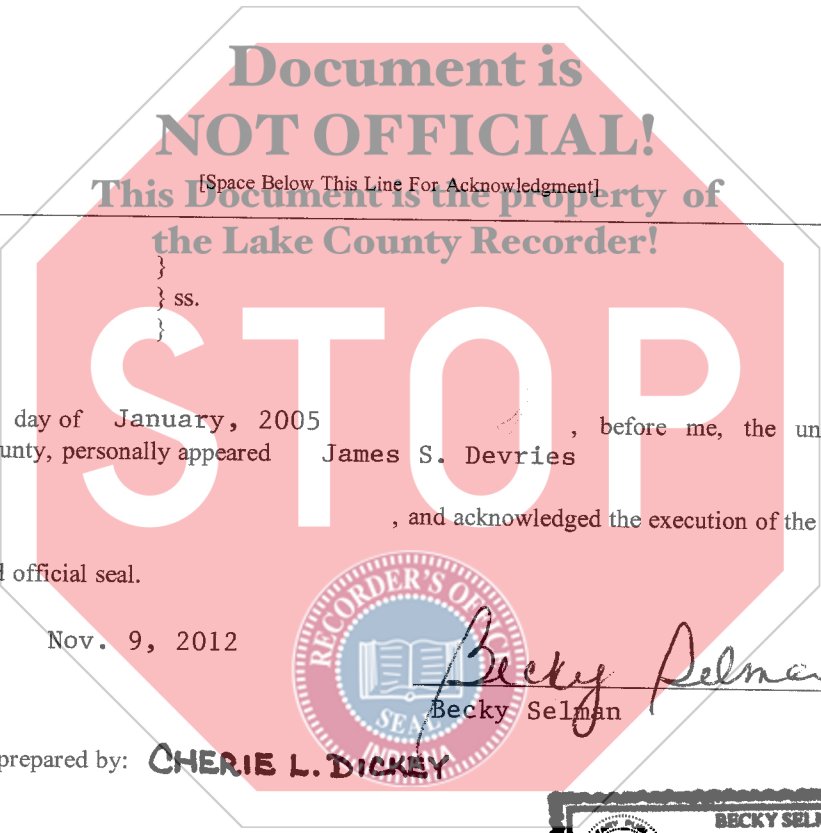 Document is
NOT OFFICIAL!
[Space Below This Line For Acknowledgment]
This Document is the property of
the Lake County Recorder!
}
} ss.
}
STOP
day of January, 2005 , before me, the un
unty, personally appeared James S. Devries
, and acknowledged the execution of the
official seal.
RECORDER'S OFFICE
Nov. 9, 2012
Becky Selman
Becky Selman
SEAL
INDIANA
prepared by: CHERIE L. DICKEY
BECKY SEL